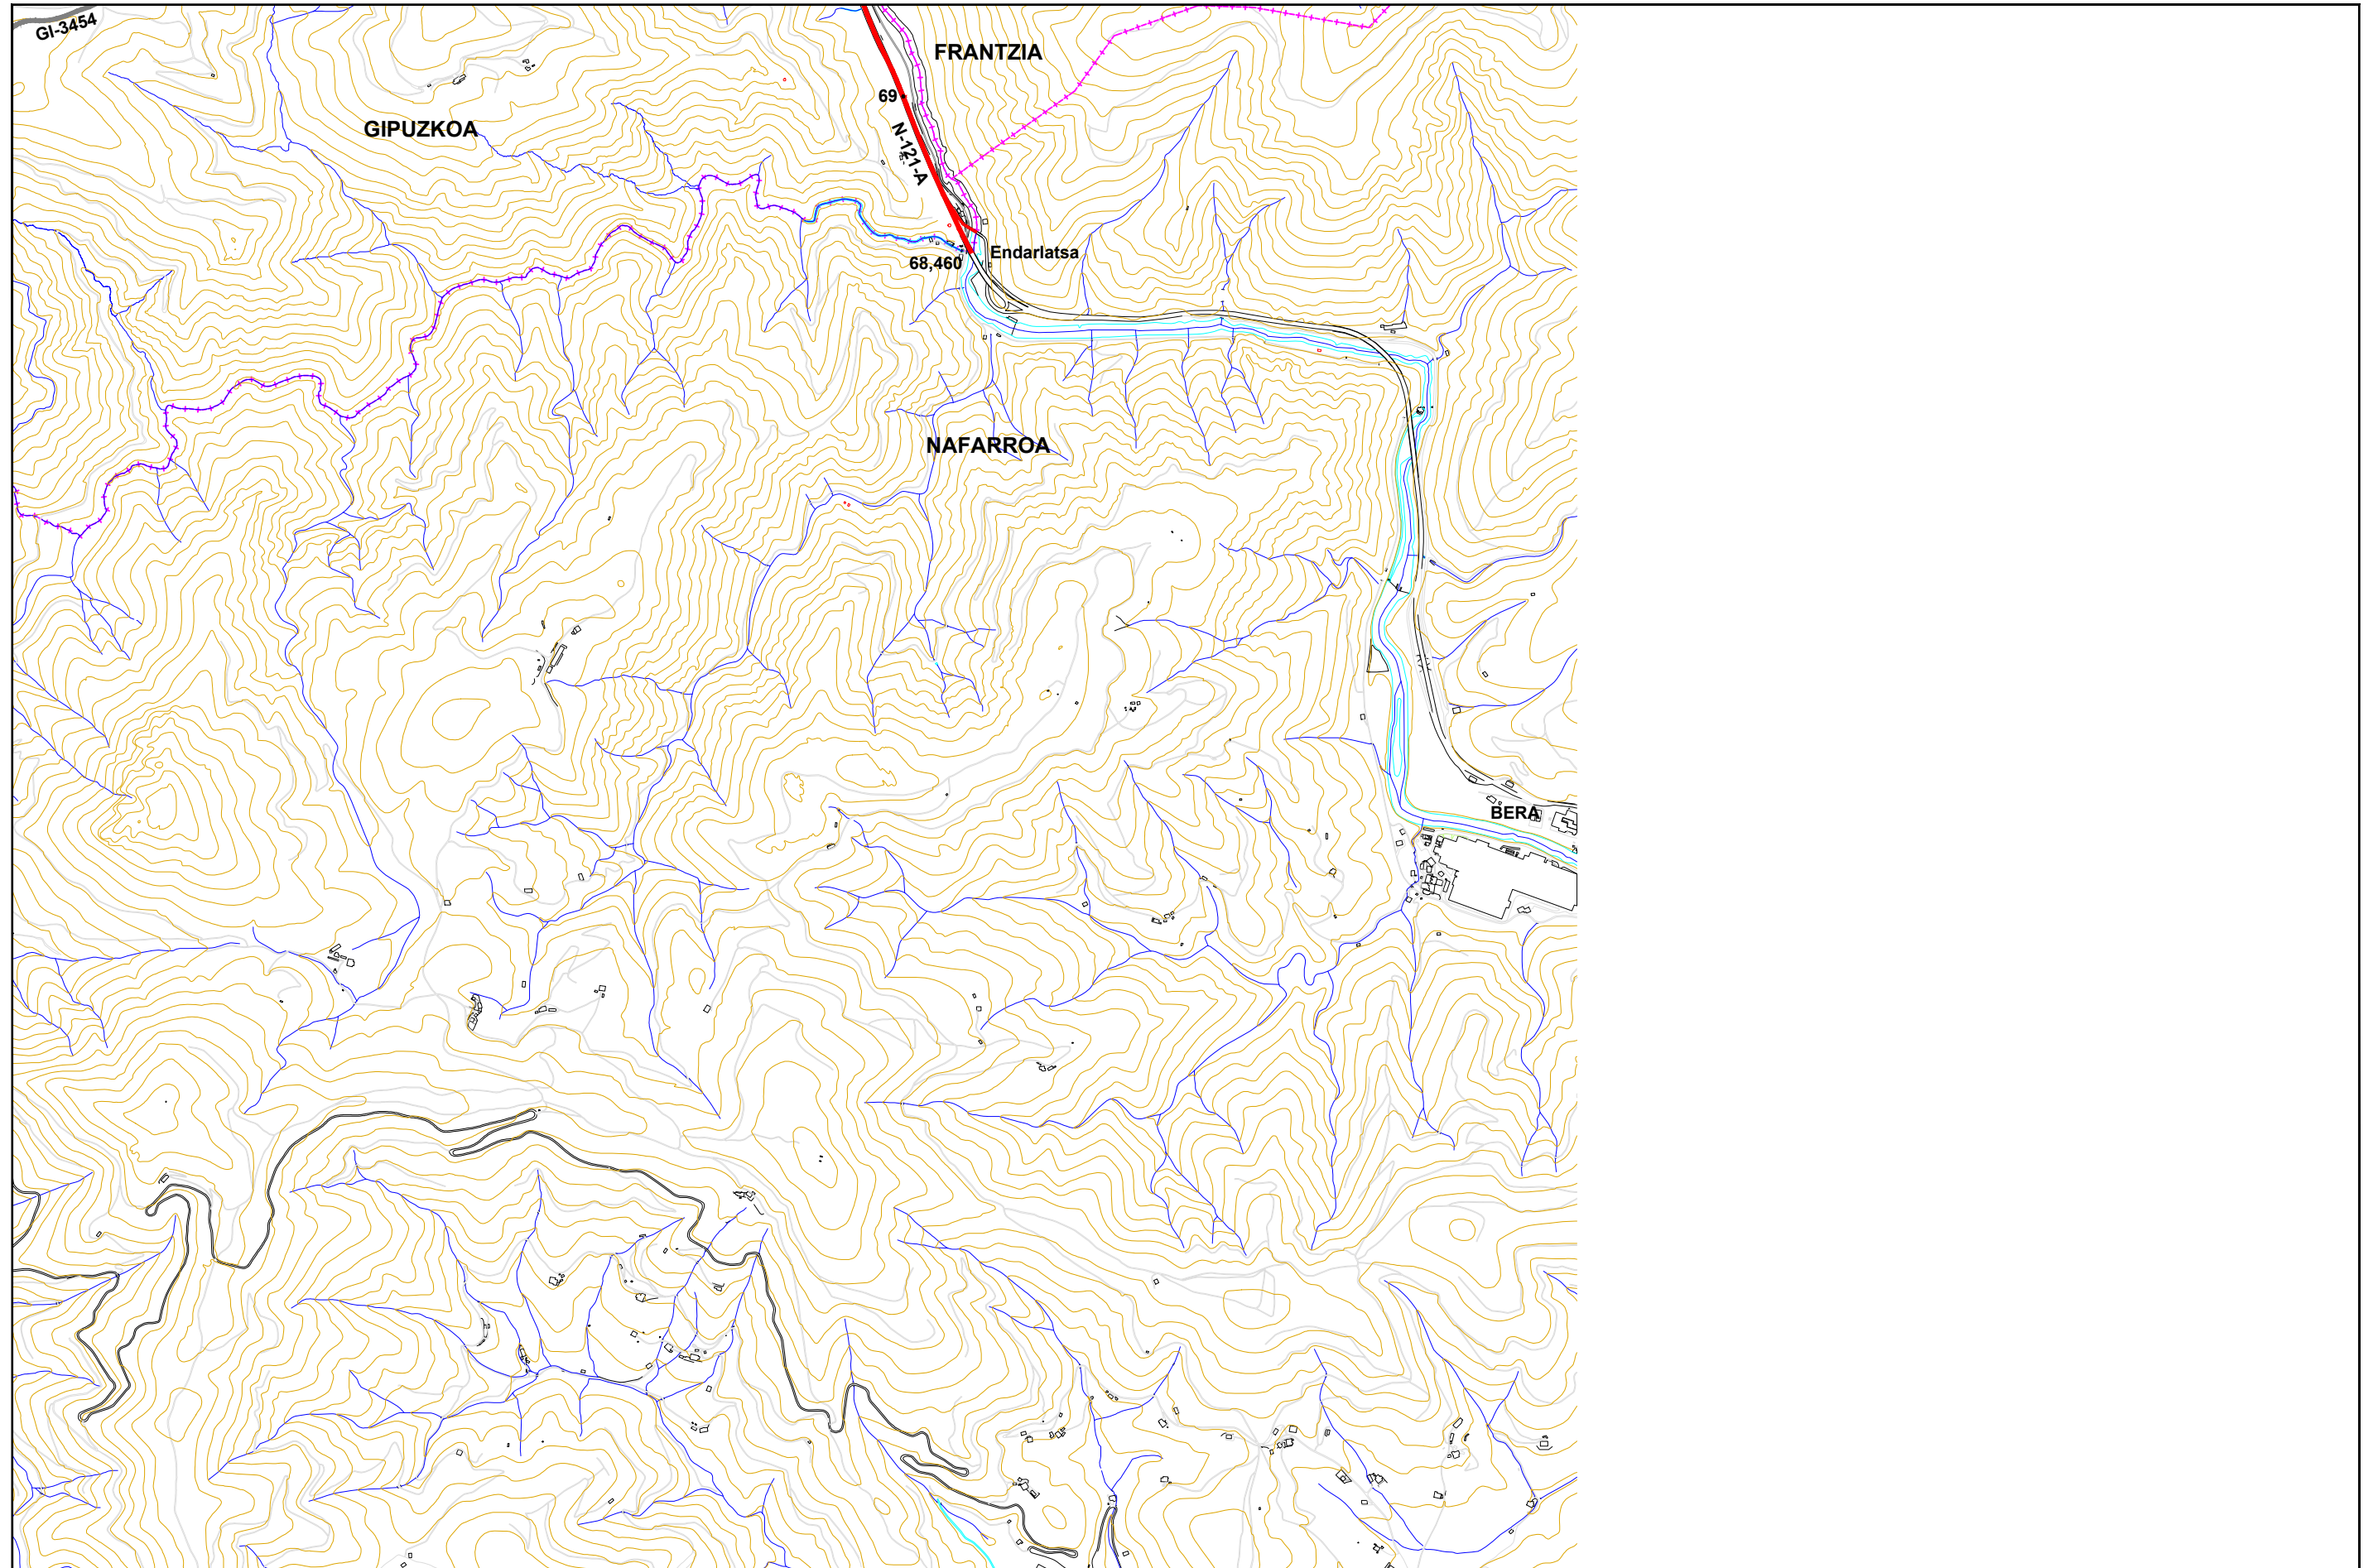 GI-3454
FRANTZIA
69
GIPUZKOA
N-121-A
Endarlatsa
68,460
NAFARROA
BERA